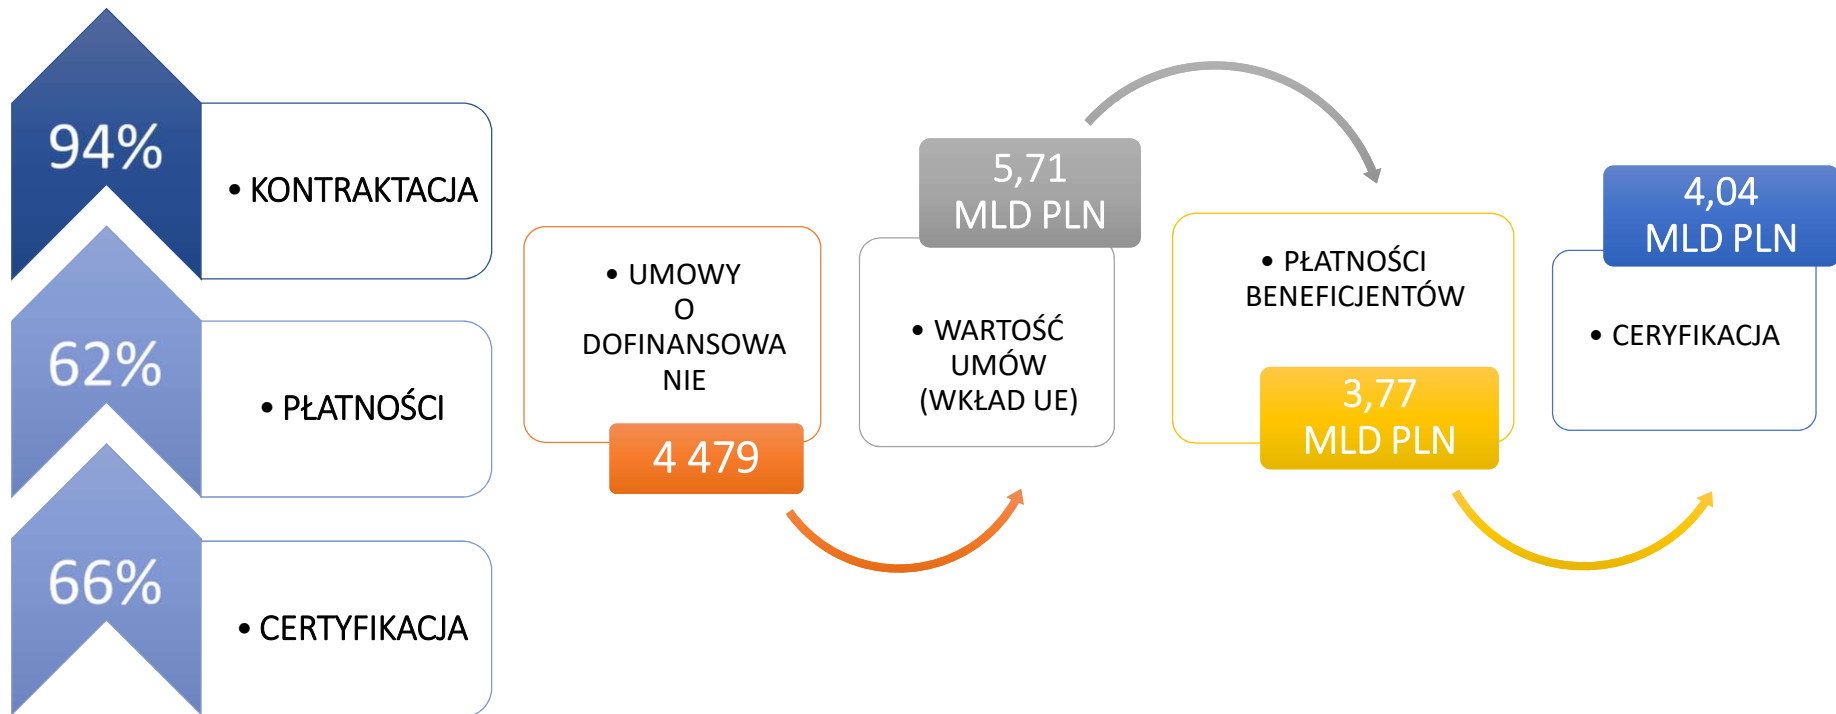 94%
• KONTRAKTACJA
62%
• PŁATNOŚCI
66%
• CERTYFIKACJA
• UMOWY
O
DOFINANSOWA
NIE
4 479
5,71
MLD PLN
• WARTOŚĆ
UMÓW
(WKŁAD UE)
• PŁATNOŚCI
BENEFICJENTÓW
3,77
MLD PLN
4,04
MLD PLN
• CERYFIKACJA